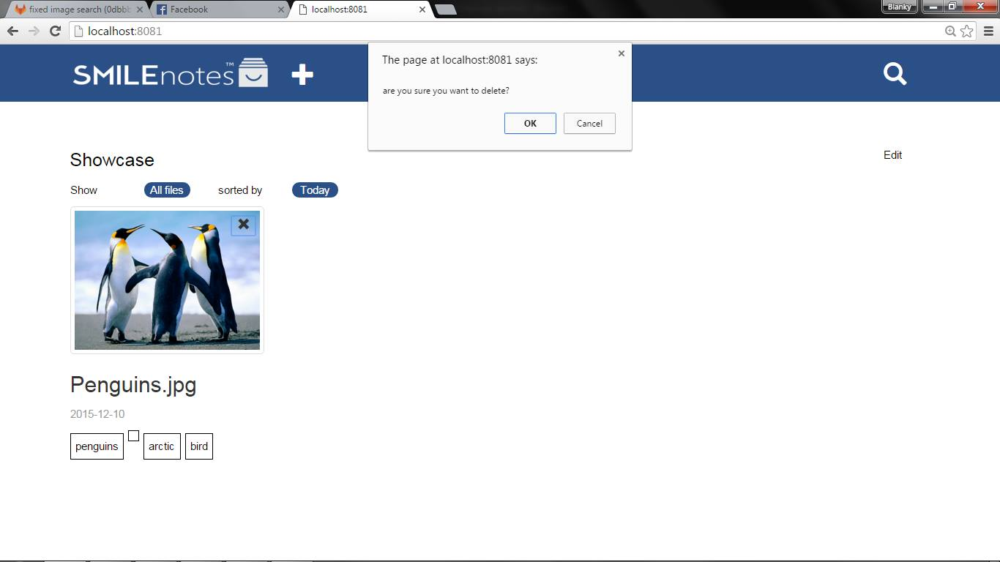 fixed image search (0dbbb
Facebook
localhost:8081
Blanky
localhost:8081
SMILEnotes™
The page at localhost:8081 says:
are you sure you want to delete?
OK
Cancel
Showcase
Edit
Show All files sorted by Today
Penguins.jpg
2015-12-10
penguins arctic bird